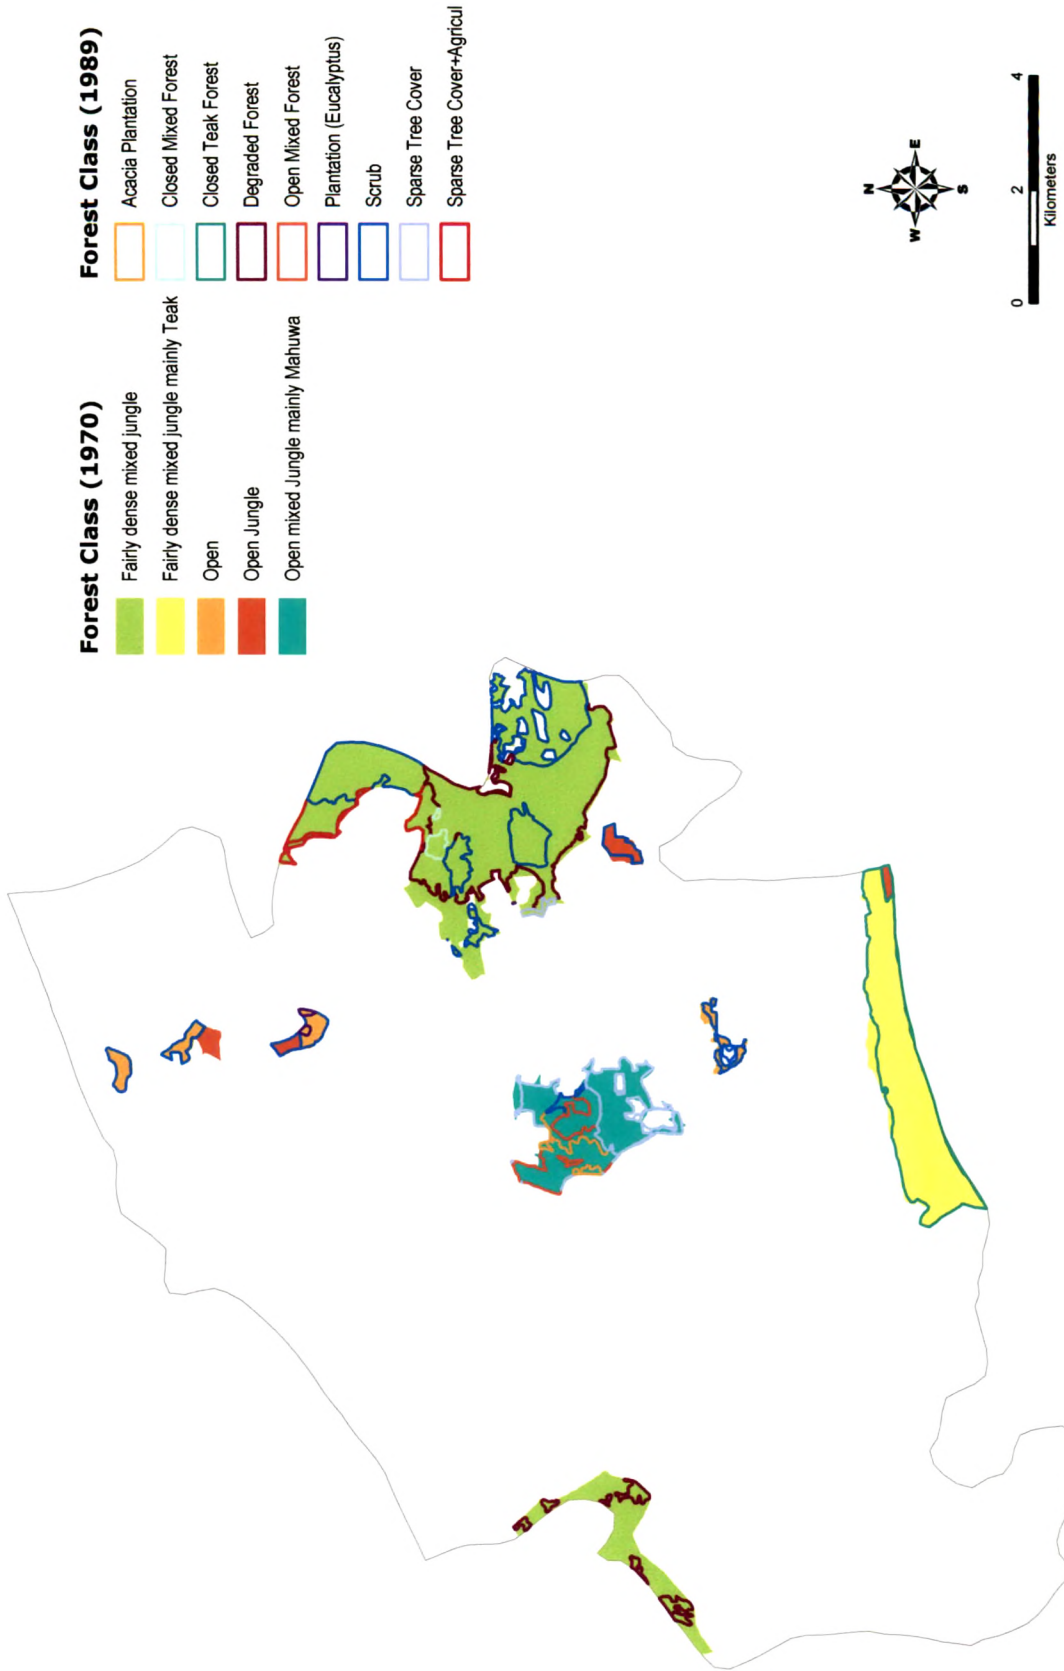 Forest Class (1970)
Fairly dense mixed jungle
Fairly dense mixed jungle mainly Teak
Open
Open Jungle
Open mixed Jungle mainly Mahuwa
Forest Class (1989)
Acacia Plantation
Closed Mixed Forest
Closed Teak Forest
Degraded Forest
Open Mixed Forest
Plantation (Eucalyptus)
Scrub
Sparse Tree Cover
Sparse Tree Cover+Agricul
N
W E
S
0 2 4
Kilometers